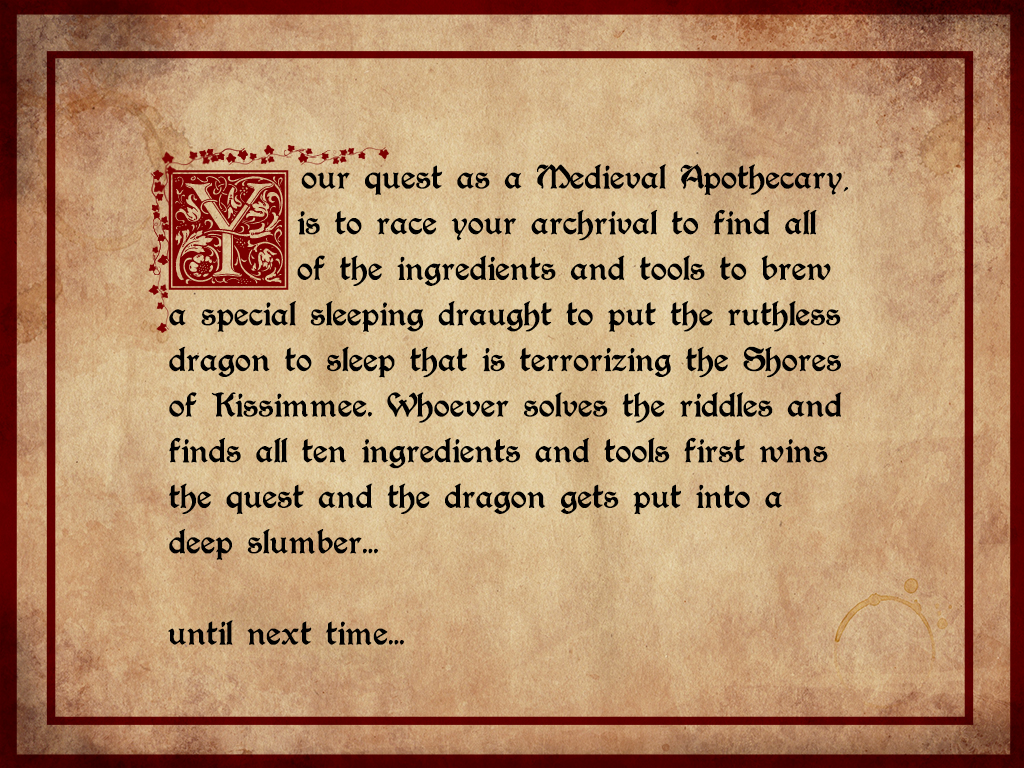 Your quest as a Medieval Apothecary,
is to race your archrival to find all
of the ingredients and tools to brew
a special sleeping draught to put the ruthless
dragon to sleep that is terrorizing the Shores
of Kissimmee. Whoever solves the riddles and
finds all ten ingredients and tools first wins
the quest and the dragon gets put into a
deep slumber...
until next time...